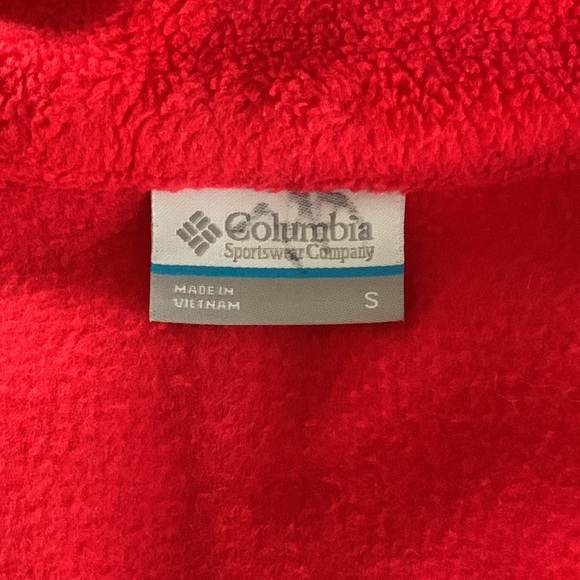 Columbia
Sportswear Company
MADE IN
VIETNAM
S